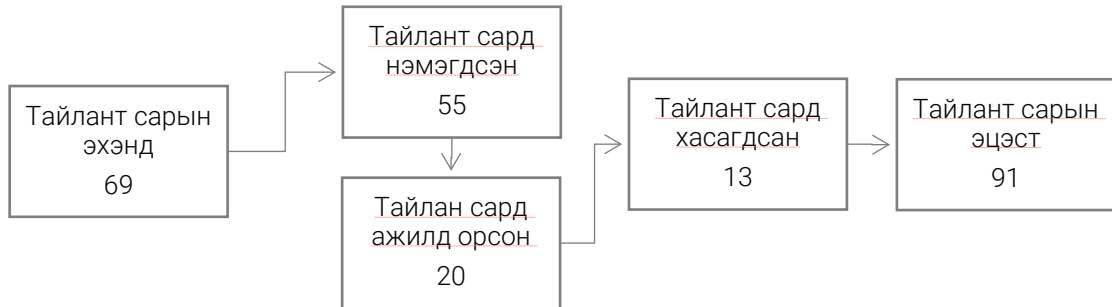 Тайлант сарын
эхэнд
69
Тайлант сард
нэмэгдсэн
55
Тайлан сард
ажилд орсон
20
Тайлант сард
хасагдсан
13
Тайлант сарын
эцэст
91